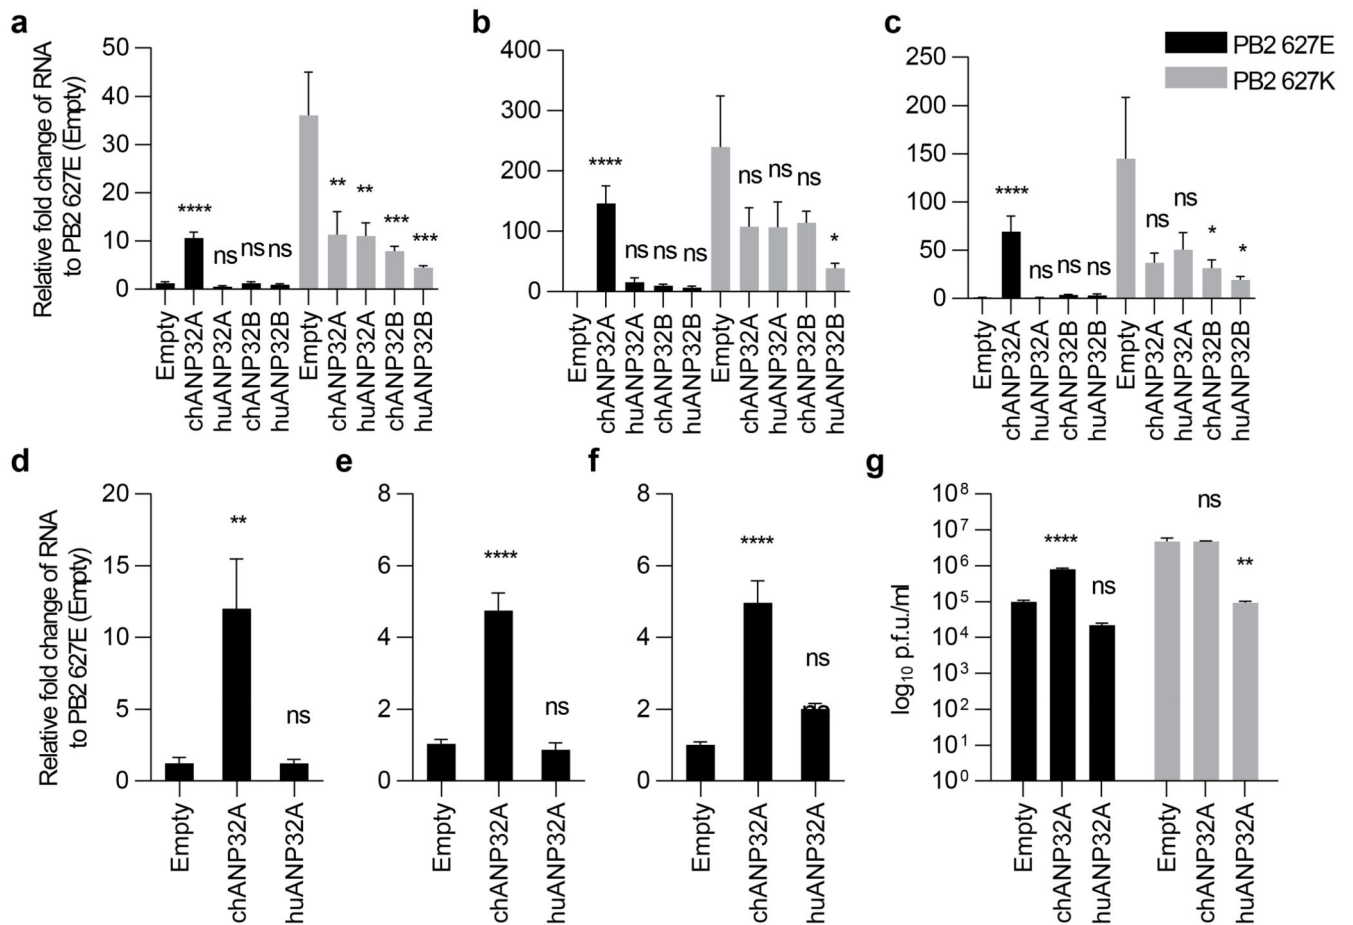 a
Relative fold change of RNA
to PB2 627E (Empty)
50
40
30
20
10
0
****
ns
ns
ns
**
**
***
***
Empty
chANP32A
huANP32A
chANP32B
huANP32B
Empty
chANP32A
huANP32A
chANP32B
huANP32B
b
400
300
200
100
0
****
ns
ns
ns
ns
ns
ns
*
Empty
chANP32A
huANP32A
chANP32B
huANP32B
Empty
chANP32A
huANP32A
chANP32B
huANP32B
c
250
200
150
100
50
0
****
ns
ns
ns
ns
ns
*
*
Empty
chANP32A
huANP32A
chANP32B
huANP32B
Empty
chANP32A
huANP32A
chANP32B
huANP32B
PB2 627E
PB2 627K
d
Relative fold change of RNA
to PB2 627E (Empty)
20
15
10
5
0
**
ns
Empty
chANP32A
huANP32A
e
8
6
4
2
0
****
ns
Empty
chANP32A
huANP32A
f
8
6
4
2
0
****
ns
Empty
chANP32A
huANP32A
g
log₁₀ p.f.u./ml
10⁸
10⁷
10⁶
10⁵
10⁴
10³
10²
10¹
10⁰
****
ns
ns
**
Empty
chANP32A
huANP32A
Empty
chANP32A
huANP32A